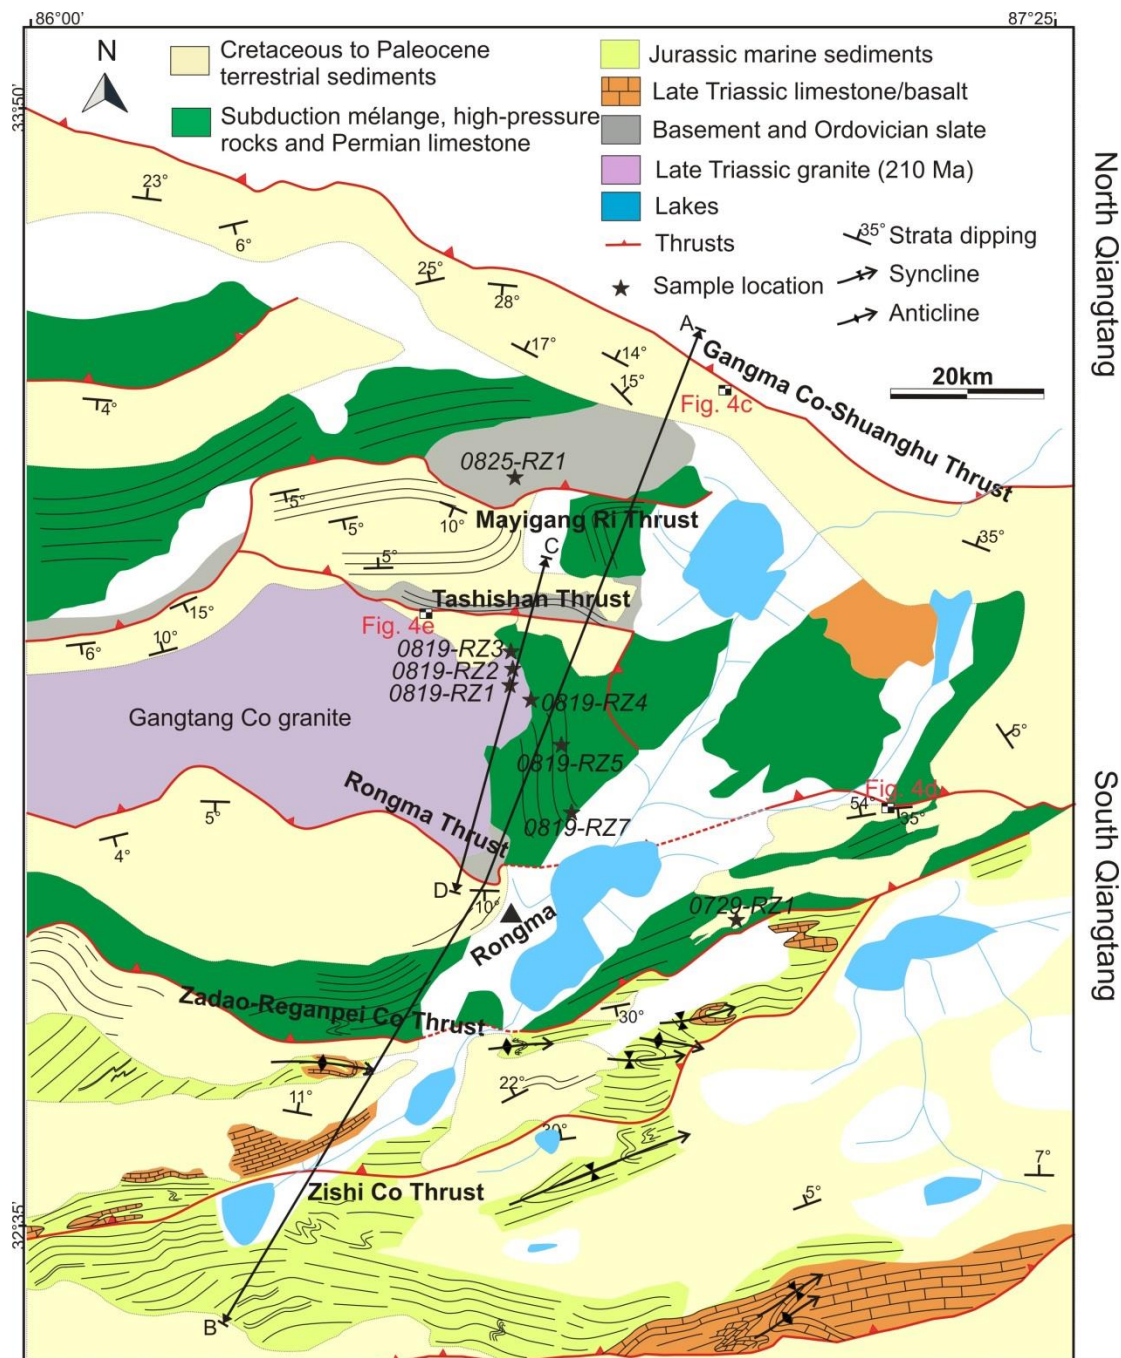 86°00'
87°25'
33°50'
N
Cretaceous to Paleocene
terrestrial sediments
Subduction mélange, high-pressure
rocks and Permian limestone
Jurassic marine sediments
Late Triassic limestone/basalt
Basement and Ordovician slate
Late Triassic granite (210 Ma)
Lakes
Thrusts
Sample location
35° Strata dipping
Syncline
Anticline
20km
North Qiangtang
South Qiangtang
23°
6°
25°
28°
17°
14°
15°
A
Gangma Co-Shuanghu Thrust
Fig. 4c
4°
0825-RZ1
5°
5°
10°
5°
Mayigang Ri Thrust
C
35°
Tashishan Thrust
Fig. 4e
15°
10°
6°
0819-RZ3
0819-RZ2
0819-RZ1
0819-RZ4
Gangtang Co granite
0819-RZ5
5°
Rongma Thrust
0819-RZ7
Fig. 4d
54°
35°
5°
4°
D
10°
Rongma
0729-RZ1
Zadao-Reganpei Co Thrust
30°
22°
11°
30°
Zishi Co Thrust
7°
5°
32°35'
B